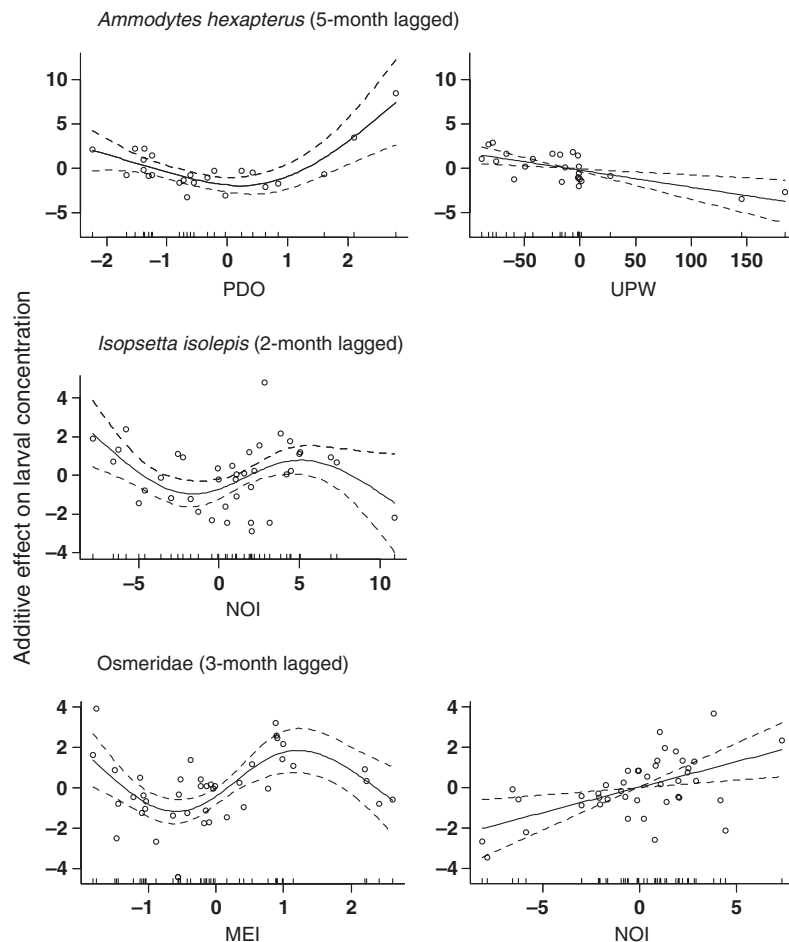 Ammodytes hexapterus (5-month lagged)
10
5
0
−5
−2 −1 0 1 2
PDO
10
5
0
−5
−50 0 50 100 150
UPW
Additive effect on larval concentration
Isopsetta isolepis (2-month lagged)
4
2
0
−2
−4
−5 0 5 10
NOI
Osmeridae (3-month lagged)
4
2
0
−2
−4
−1 0 1 2
MEI
4
2
0
−2
−4
−5 0 5
NOI